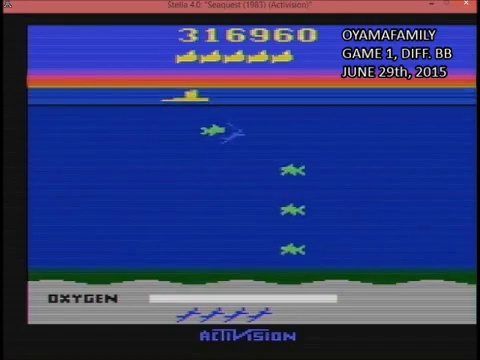 Stella 4.0: "Seaquest (1983) (Activision)"
316960
OYAMAFAMILY
GAME 1, DIFF. BB
JUNE 29th, 2015
OXYGEN
ACTIVISION